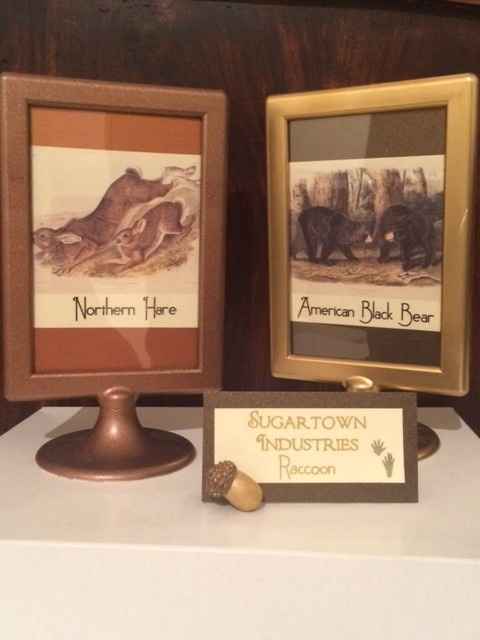 Northern Hare
American Black Bear
Sugartown
Industries
Raccoon